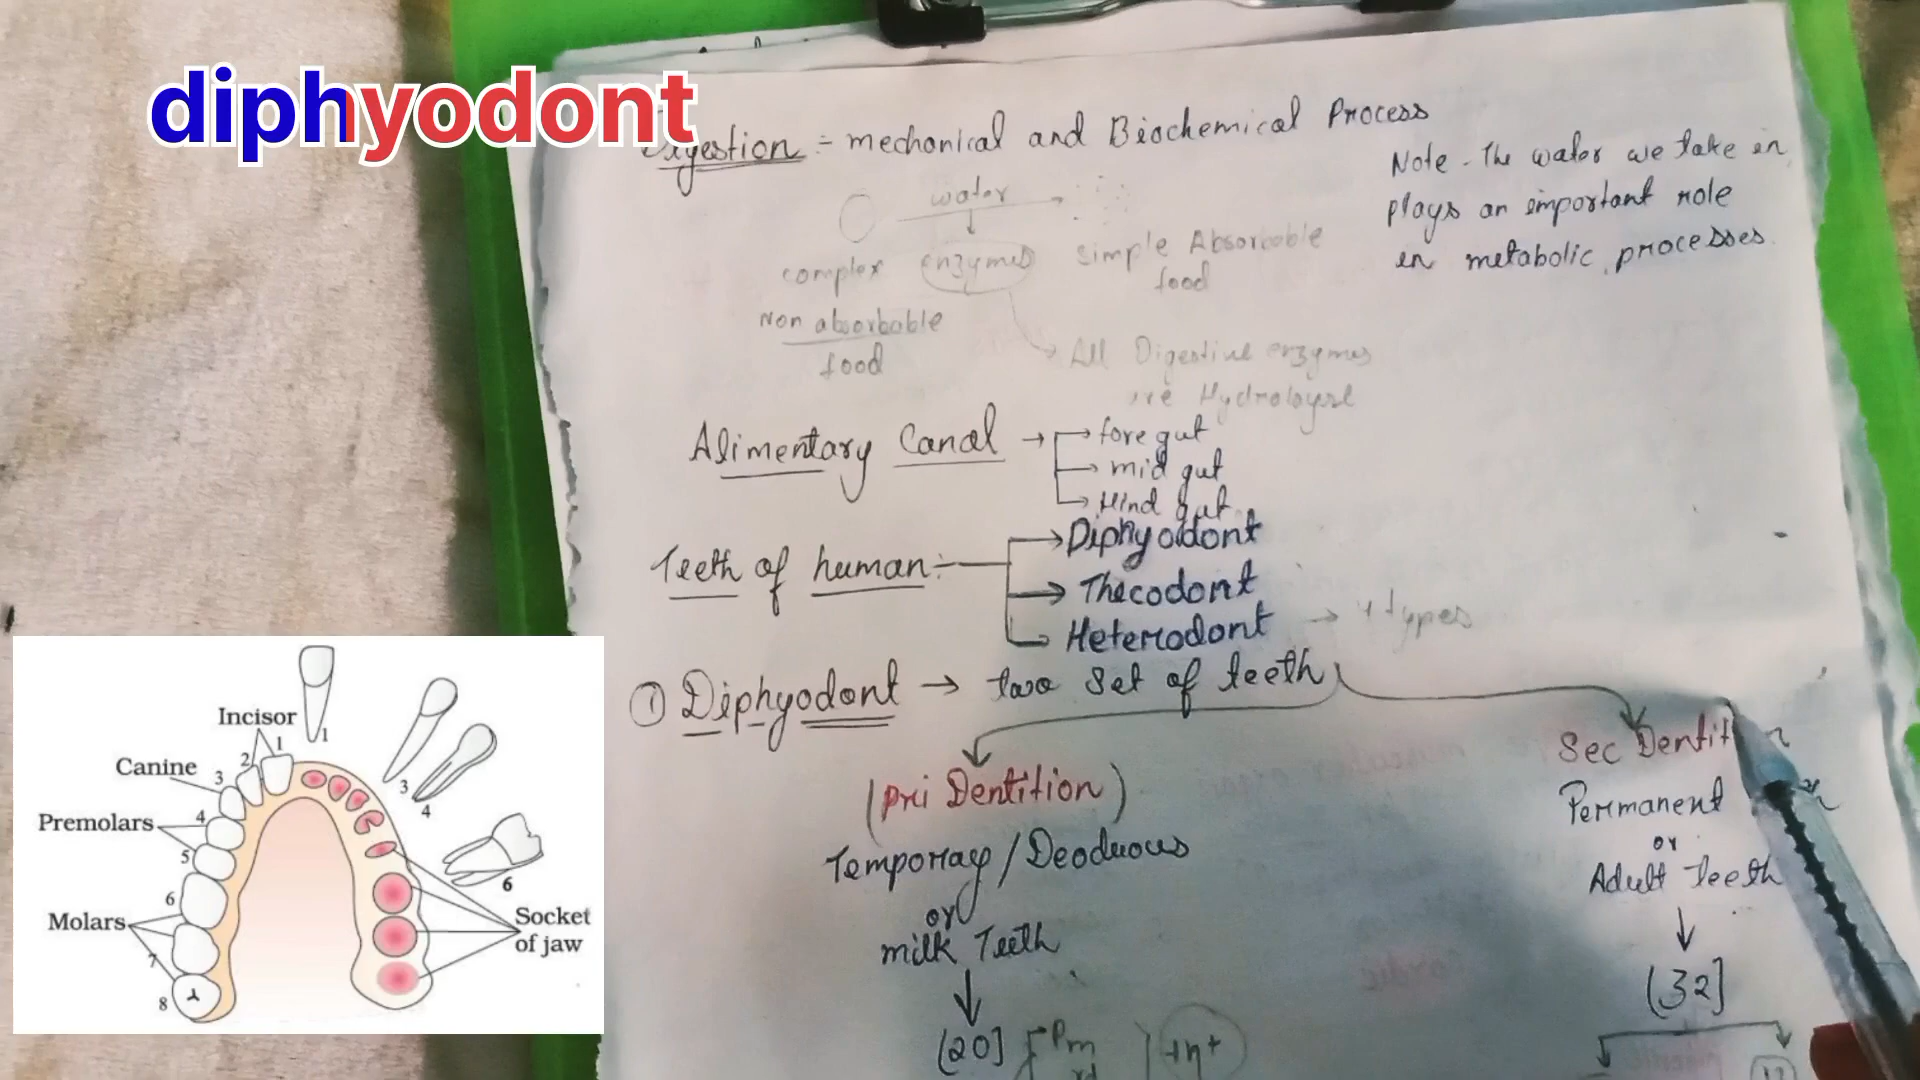 diphyodont
Digestion :- mechanical and Biochemical Process
Note - The water we take in
plays an important role
in metabolic processes.
water
complex enzymes simple Absorbable
food
Non absorbable
food
All Digestive enzymes
Alimentary Canal → fore gut
mid gut
Hind gut
Teeth of human :- Diphyodont
Thecodont
Heterodont → 4 types
① Diphyodont → two set of teeth
(Pri Dentition)
Temporary / Deoduous
or
milk Teeth
(20]
Pm
Sec
Permanent
or
Adult Teeth
(32]
Incisor
1
1
2
Canine
3
3
4
Premolars
4
5
6
6
Molars
7
8
Socket
of jaw